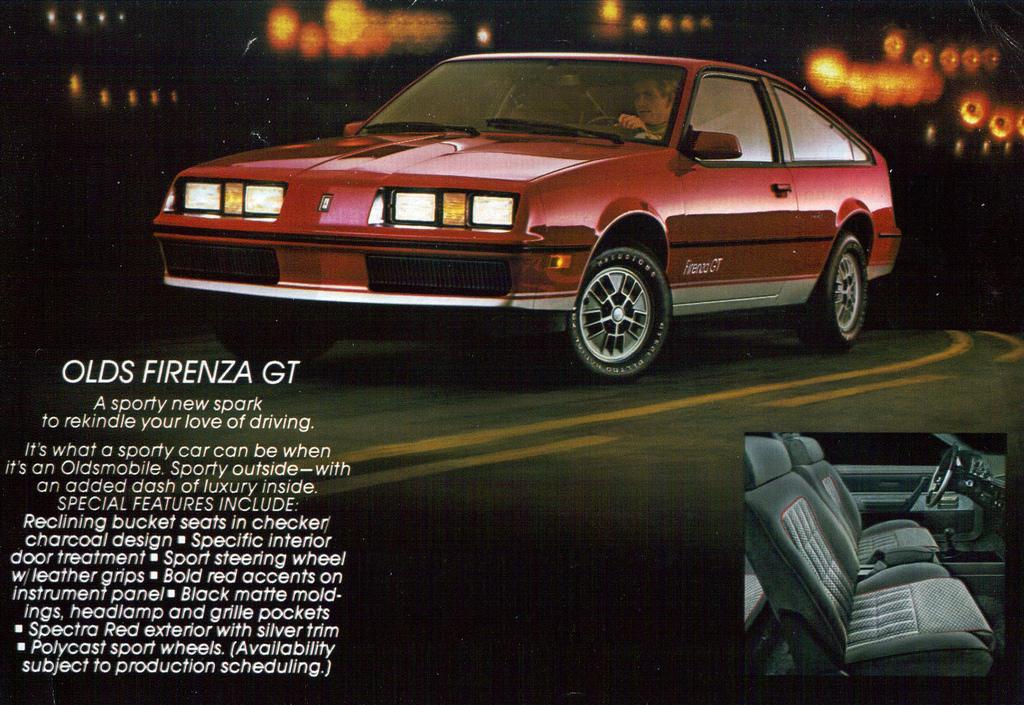 Firenza GT
OLDS FIRENZA GT
A sporty new spark
to rekindle your love of driving.
It's what a sporty car can be when
it's an Oldsmobile. Sporty outside—with
an added dash of luxury inside.
SPECIAL FEATURES INCLUDE:
Reclining bucket seats in checker/
charcoal design ▪ Specific interior
door treatment ▪ Sport steering wheel
w/leather grips ▪ Bold red accents on
instrument panel ▪ Black matte mold-
ings, headlamp and grille pockets
▪ Spectra Red exterior with silver trim
▪ Polycast sport wheels. (Availability
subject to production scheduling.)